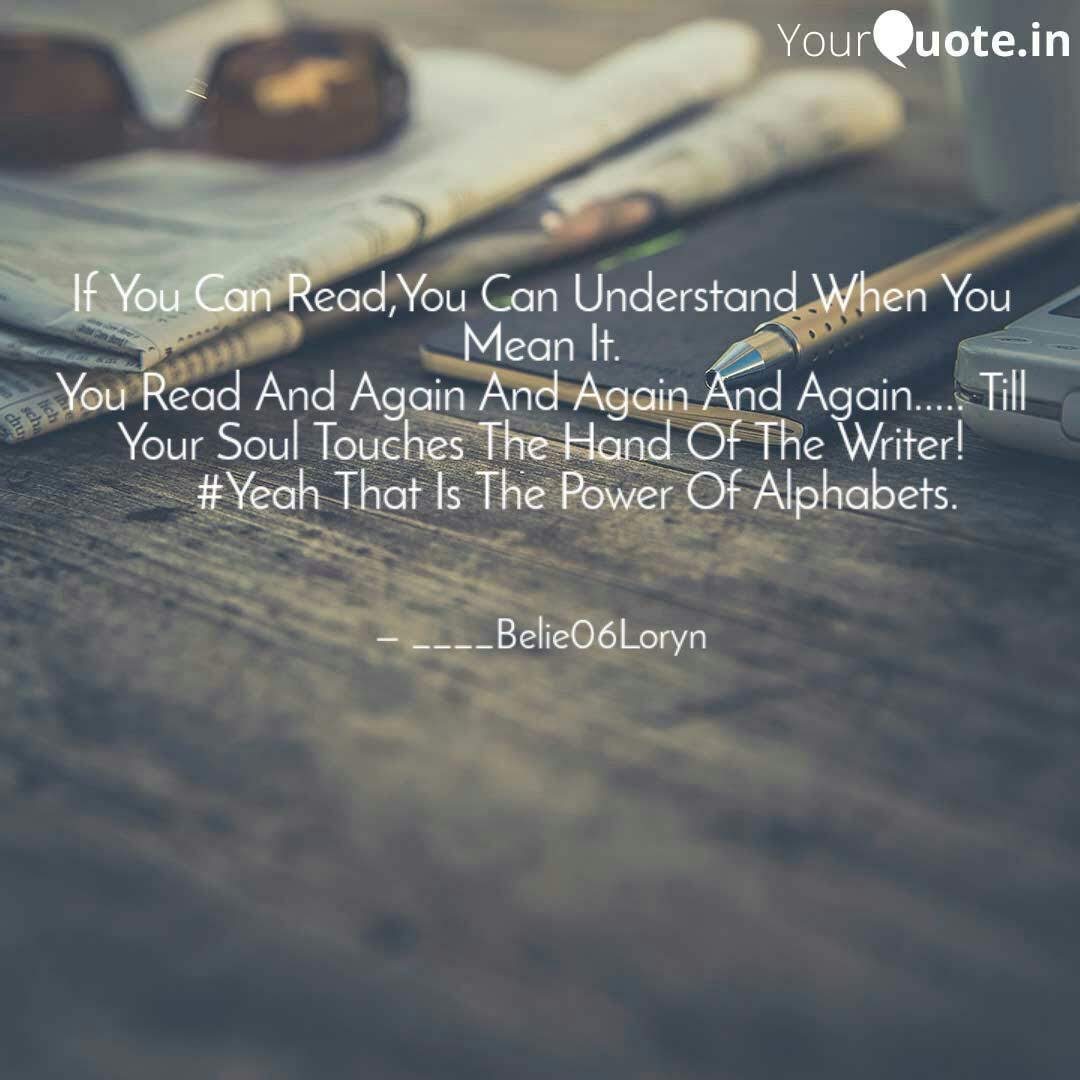 YourQuote.in
If You Can Read,You Can Understand When You
Mean It.
You Read And Again And Again And Again..... Till
Your Soul Touches The Hand Of The Writer!
#Yeah That Is The Power Of Alphabets.
– ____Belie06Loryn